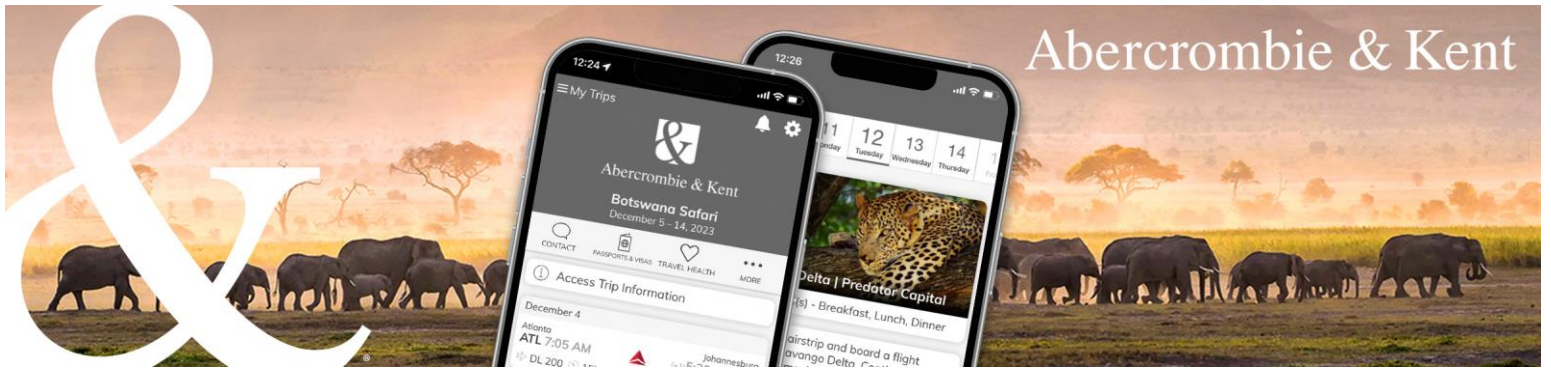 &
®
Abercrombie & Kent
12:24
My Trips
&
Abercrombie & Kent
Botswana Safari
December 5 - 14, 2023
CONTACT
PASSPORTS & VISAS
TRAVEL HEALTH
MORE
Access Trip Information
December 4
Atlanta
ATL 7:05 AM
DL 200
Johannesburg
12:26
11
12
Tuesday
13
Wednesday
14
Thursday
Delta | Predator Capital
- Breakfast, Lunch, Dinner
airstrip and board a flight